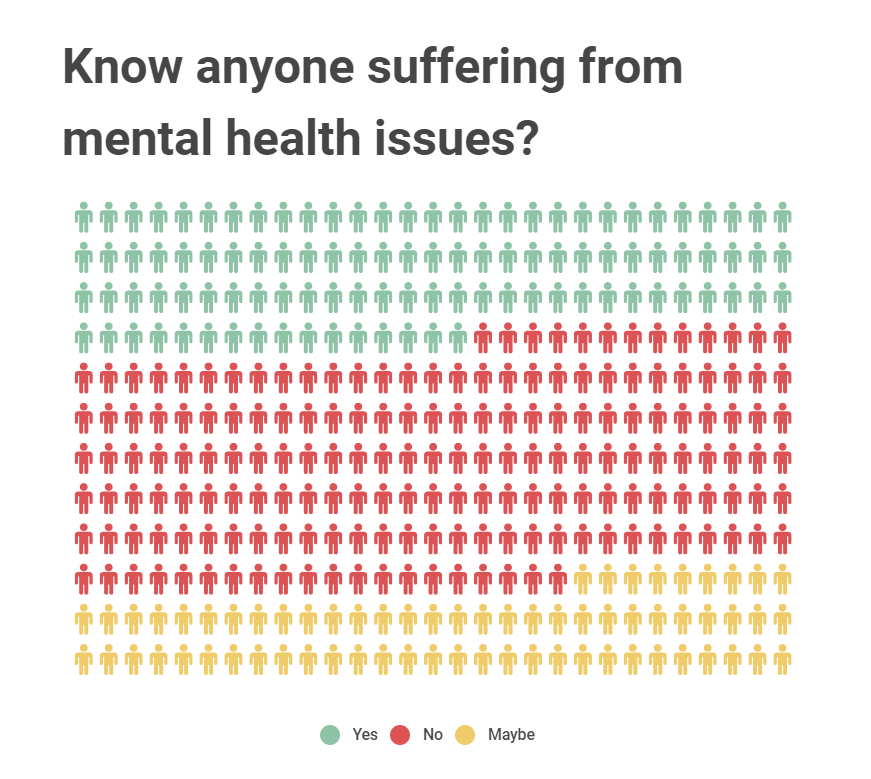 Know anyone suffering from
mental health issues?
Yes No Maybe